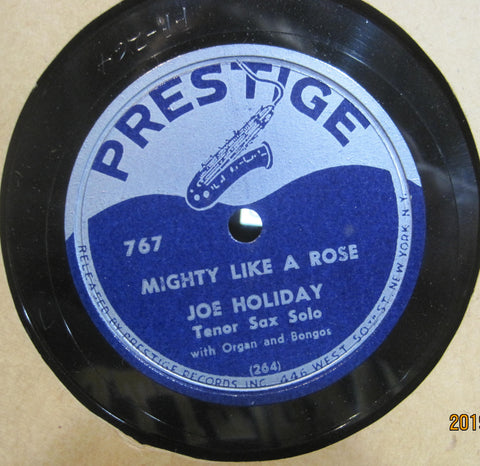 PRESTIGE
767
MIGHTY LIKE A ROSE
JOE HOLIDAY
Tenor Sax Solo
with Organ and Bongos
(264)
RELEASED BY PRESTIGE RECORDS INC., 446 WEST 50TH ST. NEW YORK N.Y.